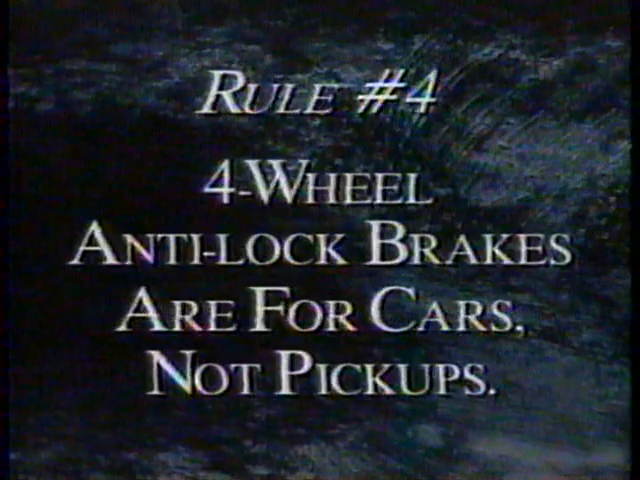 RULE #4
4-WHEEL
ANTI-LOCK BRAKES
ARE FOR CARS,
NOT PICKUPS.